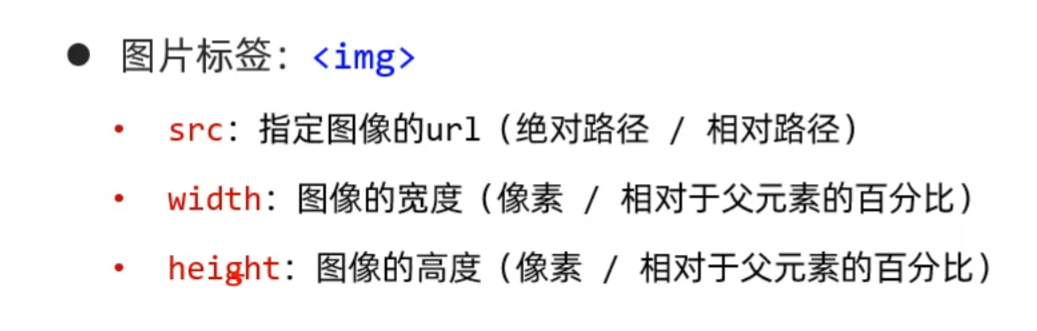 ● 图片标签：<img>
• src：指定图像的url（绝对路径 / 相对路径）
• width：图像的宽度（像素 / 相对于父元素的百分比）
• height：图像的高度（像素 / 相对于父元素的百分比）